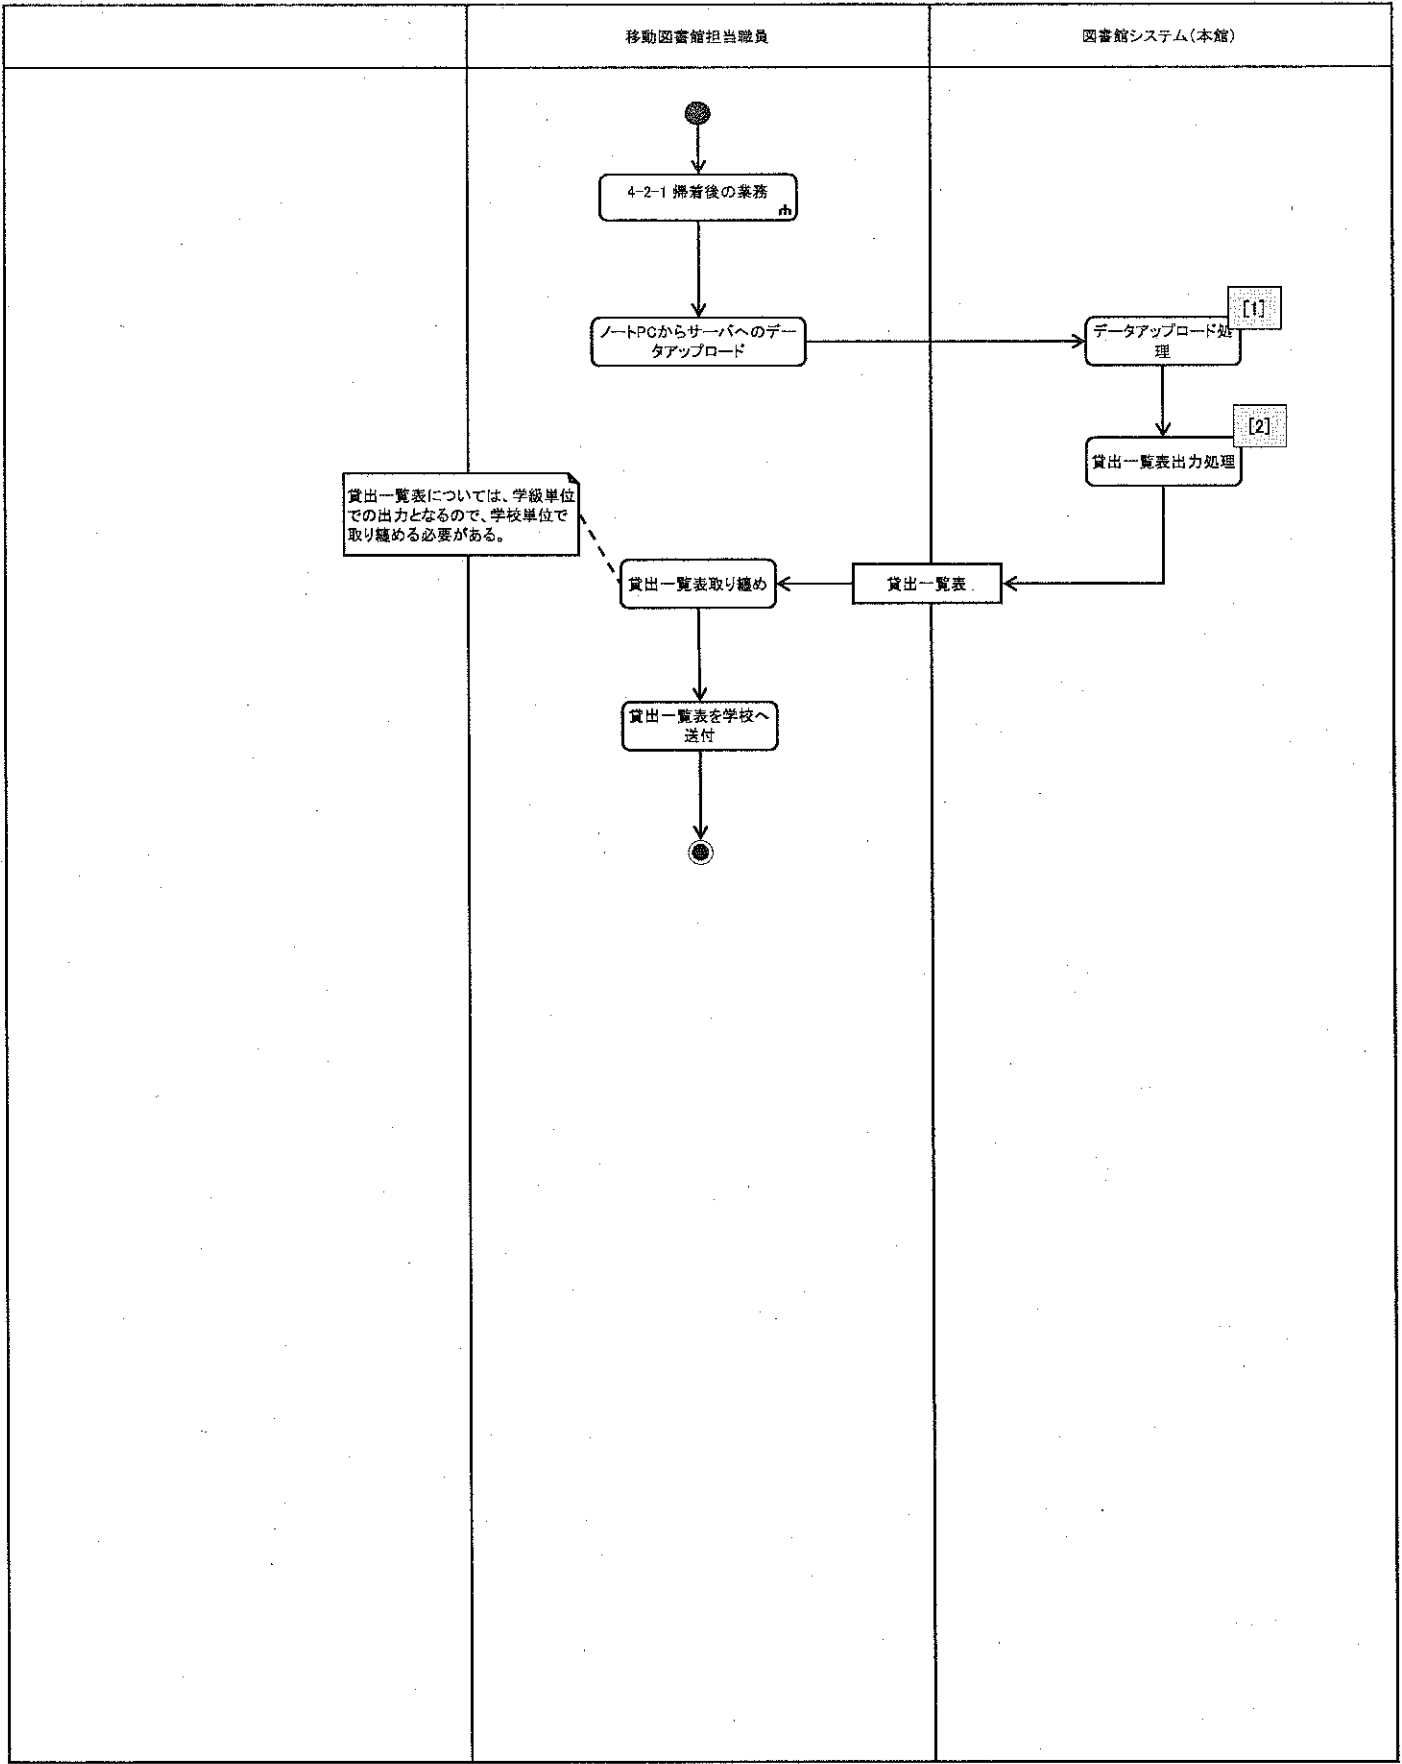 移動図書館担当職員
図書館システム(本館)
4-2-1 帰着後の業務
ノートPCからサーバへのデー
タアップロード
[1]
データアップロード処
理
[2]
貸出一覧表出力処理
貸出一覧表については、学級単位
での出力となるので、学校単位で
取り纏める必要がある。
貸出一覧表取り纏め
貸出一覧表
貸出一覧表を学校へ
送付